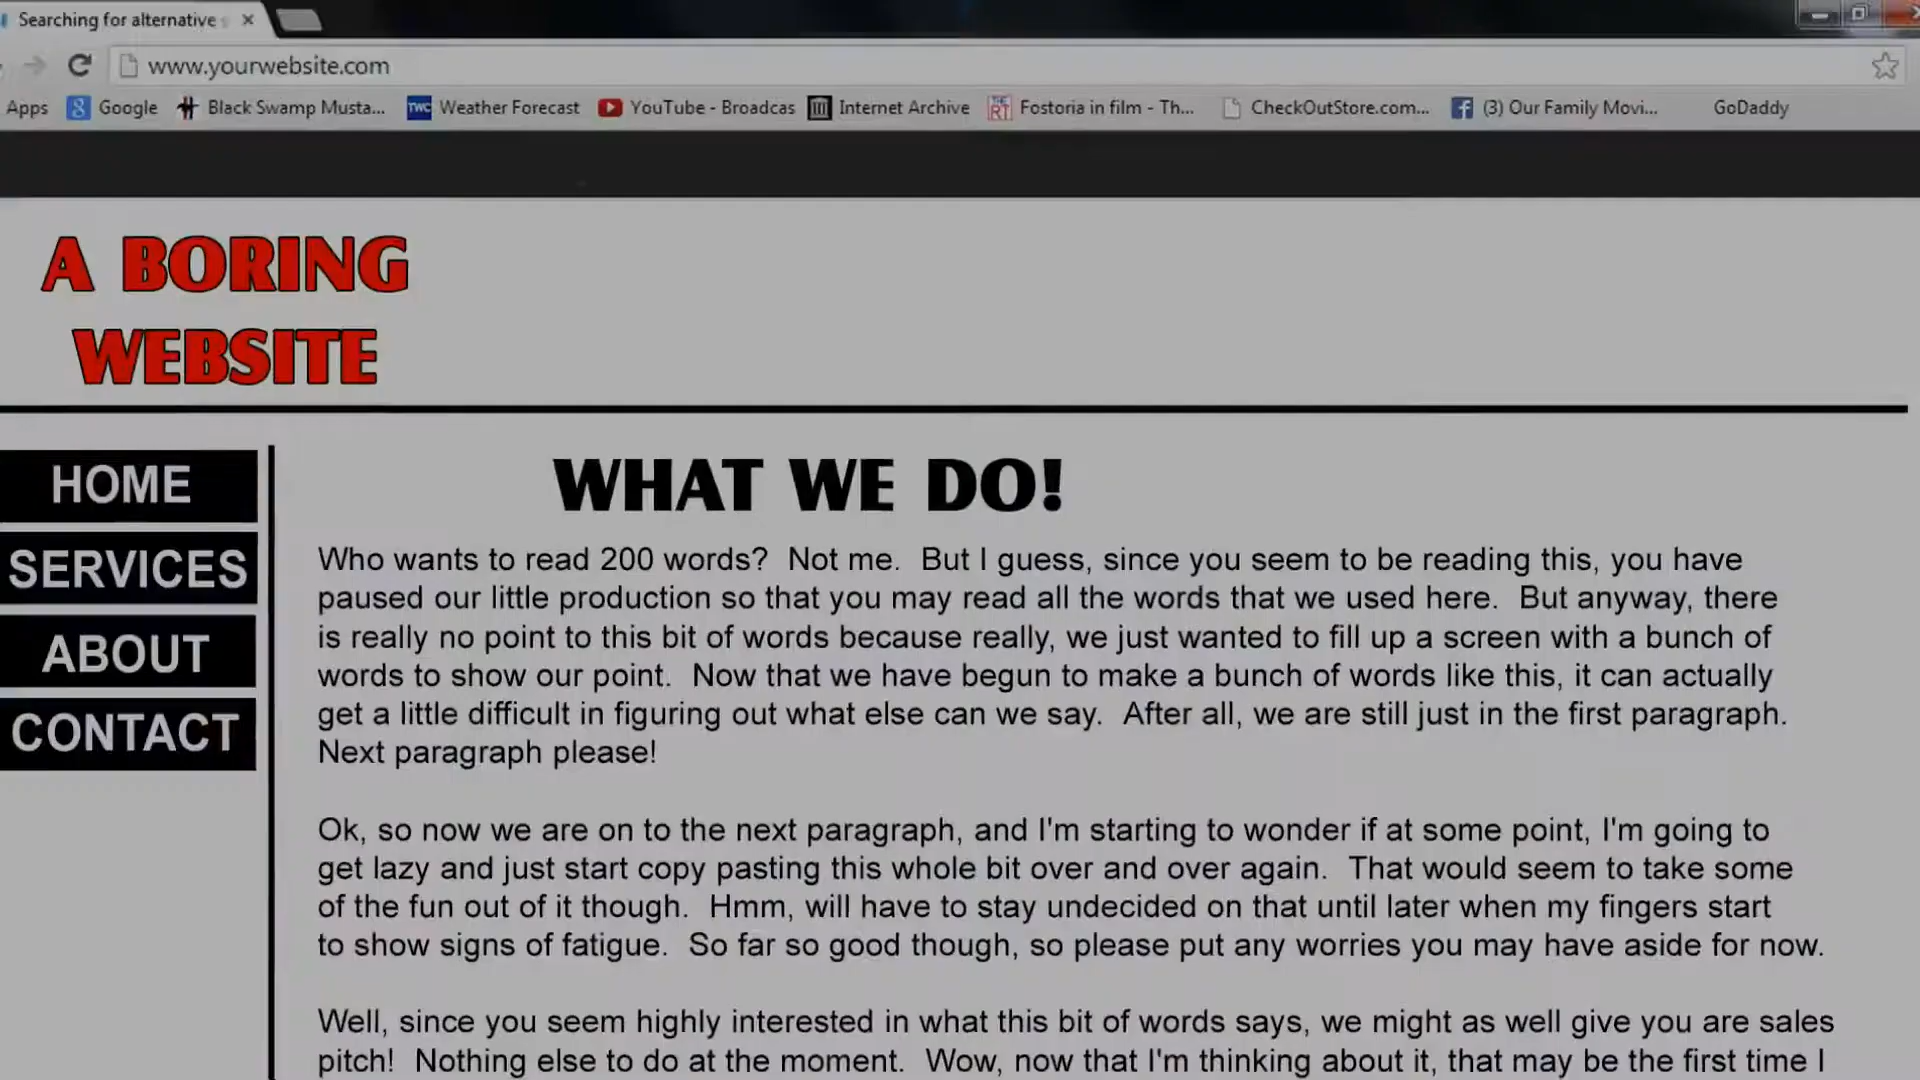 Searching for alternative
www.yourwebsite.com
Apps Google Black Swamp Musta... TWC Weather Forecast YouTube - Broadcas Internet Archive THE RT Fostoria in film - Th... CheckOutStore.com... (3) Our Family Movi... GoDaddy
A BORING
WEBSITE
HOME
SERVICES
ABOUT
CONTACT
WHAT WE DO!
Who wants to read 200 words?  Not me.  But I guess, since you seem to be reading this, you have
paused our little production so that you may read all the words that we used here.  But anyway, there
is really no point to this bit of words because really, we just wanted to fill up a screen with a bunch of
words to show our point.  Now that we have begun to make a bunch of words like this, it can actually
get a little difficult in figuring out what else can we say.  After all, we are still just in the first paragraph.
Next paragraph please!
Ok, so now we are on to the next paragraph, and I'm starting to wonder if at some point, I'm going to
get lazy and just start copy pasting this whole bit over and over again.  That would seem to take some
of the fun out of it though.  Hmm, will have to stay undecided on that until later when my fingers start
to show signs of fatigue.  So far so good though, so please put any worries you may have aside for now.
Well, since you seem highly interested in what this bit of words says, we might as well give you are sales
pitch!  Nothing else to do at the moment.  Wow, now that I'm thinking about it, that may be the first time I